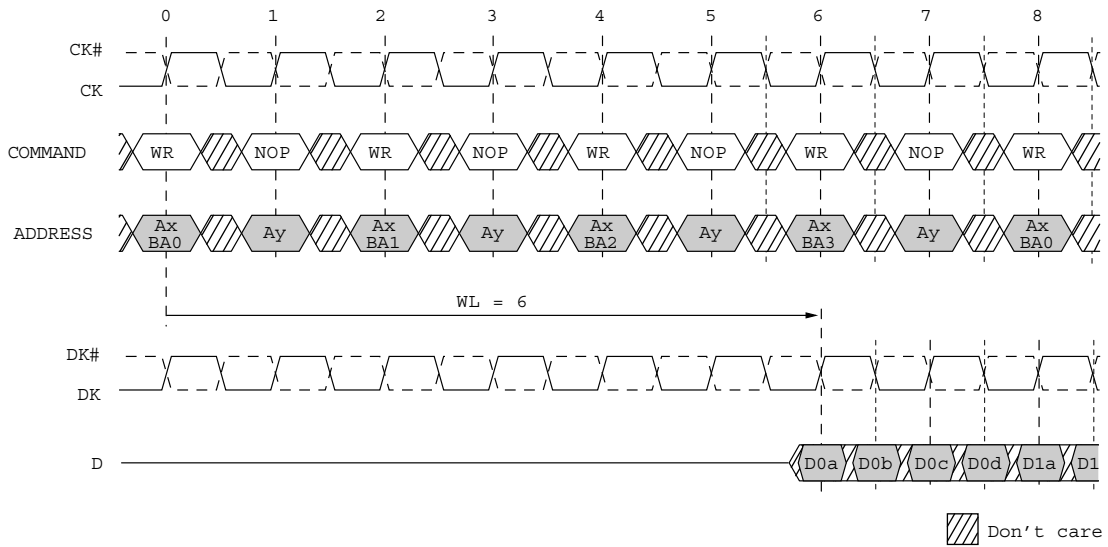 0 1 2 3 4 5 6 7 8
CK#
CK
COMMAND WR NOP WR NOP WR NOP WR NOP WR
ADDRESS Ax BA0 Ay Ax BA1 Ay Ax BA2 Ay Ax BA3 Ay Ax BA0
WL = 6
DK#
DK
D D0a D0b D0c D0d D1a D1
Don't care